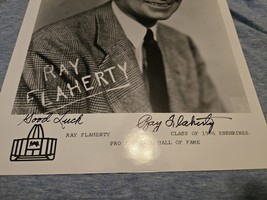 RAY
FLAHERTY
Good Luck
Ray Flaherty
RAY FLAHERTY
CLASS OF 1976 ENSHRINEE
PRO
HALL OF FAME